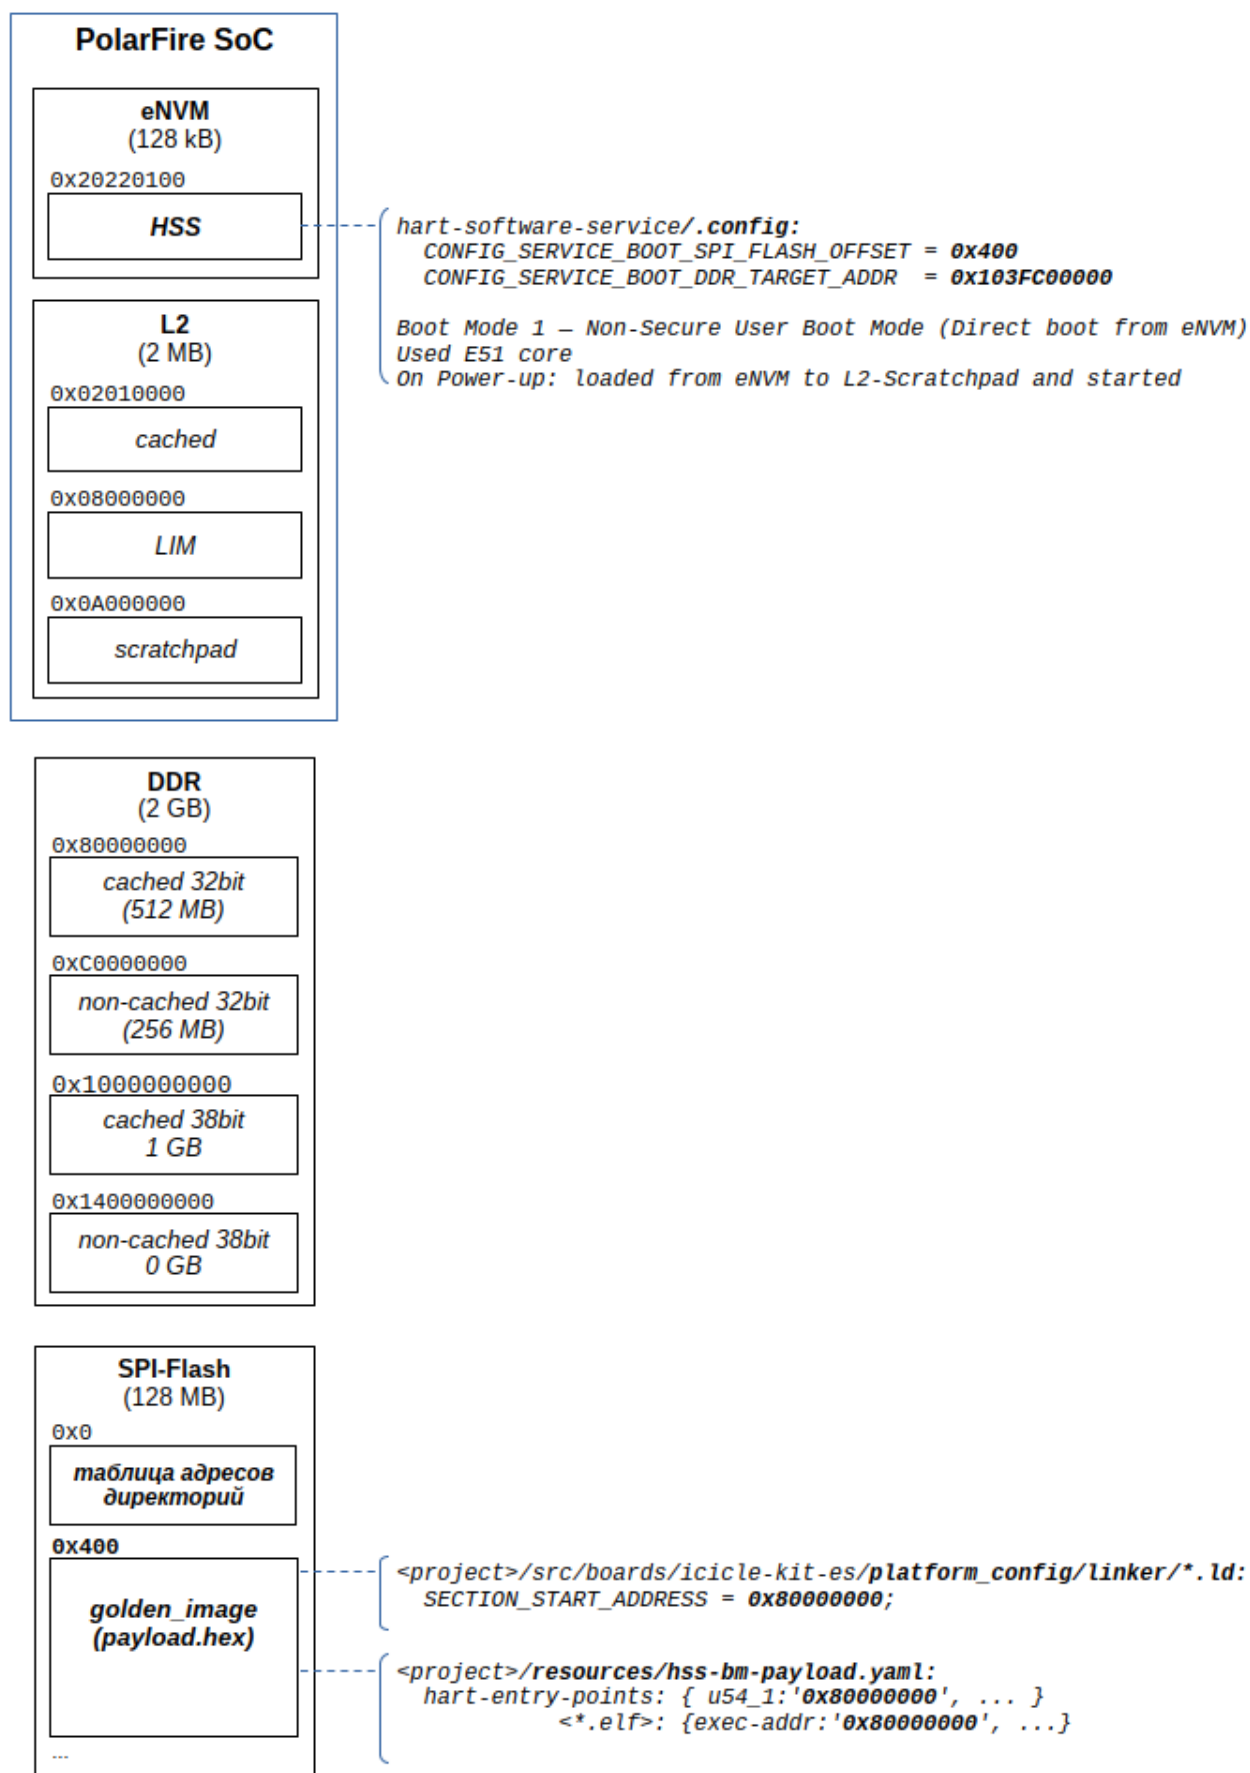 PolarFire SoC
eNVM
(128 kB)
0x20220100
HSS
hart-software-service/.config:
CONFIG_SERVICE_BOOT_SPI_FLASH_OFFSET = 0x400
CONFIG_SERVICE_BOOT_DDR_TARGET_ADDR = 0x103FC00000
Boot Mode 1 — Non-Secure User Boot Mode (Direct boot from eNVM)
Used E51 core
On Power-up: loaded from eNVM to L2-Scratchpad and started
L2
(2 MB)
0x02010000
cached
0x08000000
LIM
0x0A000000
scratchpad
DDR
(2 GB)
0x80000000
cached 32bit
(512 MB)
0xC0000000
non-cached 32bit
(256 MB)
0x1000000000
cached 38bit
1 GB
0x1400000000
non-cached 38bit
0 GB
SPI-Flash
(128 MB)
0x0
таблица адресов
директорий
0x400
golden_image
(payload.hex)
...
<project>/src/boards/icicle-kit-es/platform_config/linker/*.ld:
SECTION_START_ADDRESS = 0x80000000;
<project>/resources/hss-bm-payload.yaml:
hart-entry-points: { u54_1:'0x80000000', ... }
<*.elf>: {exec-addr:'0x80000000', ...}